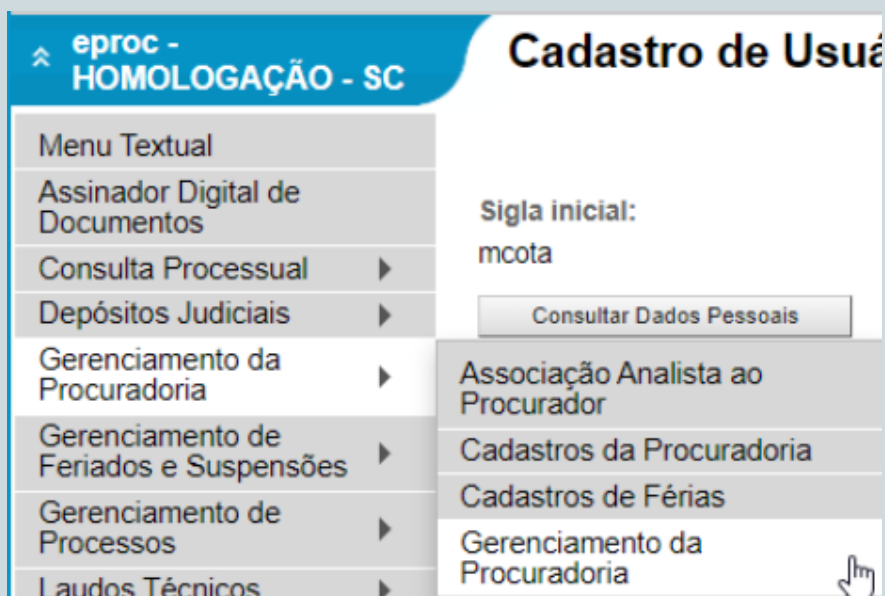 eproc -
HOMOLOGAÇÃO - SC
Cadastro de Usuá
Menu Textual
Assinador Digital de
Documentos
Consulta Processual
Depósitos Judiciais
Gerenciamento da
Procuradoria
Gerenciamento de
Feriados e Suspensões
Gerenciamento de
Processos
Laudos Técnicos
Sigla inicial:
mcota
Consultar Dados Pessoais
Associação Analista ao
Procurador
Cadastros da Procuradoria
Cadastros de Férias
Gerenciamento da
Procuradoria